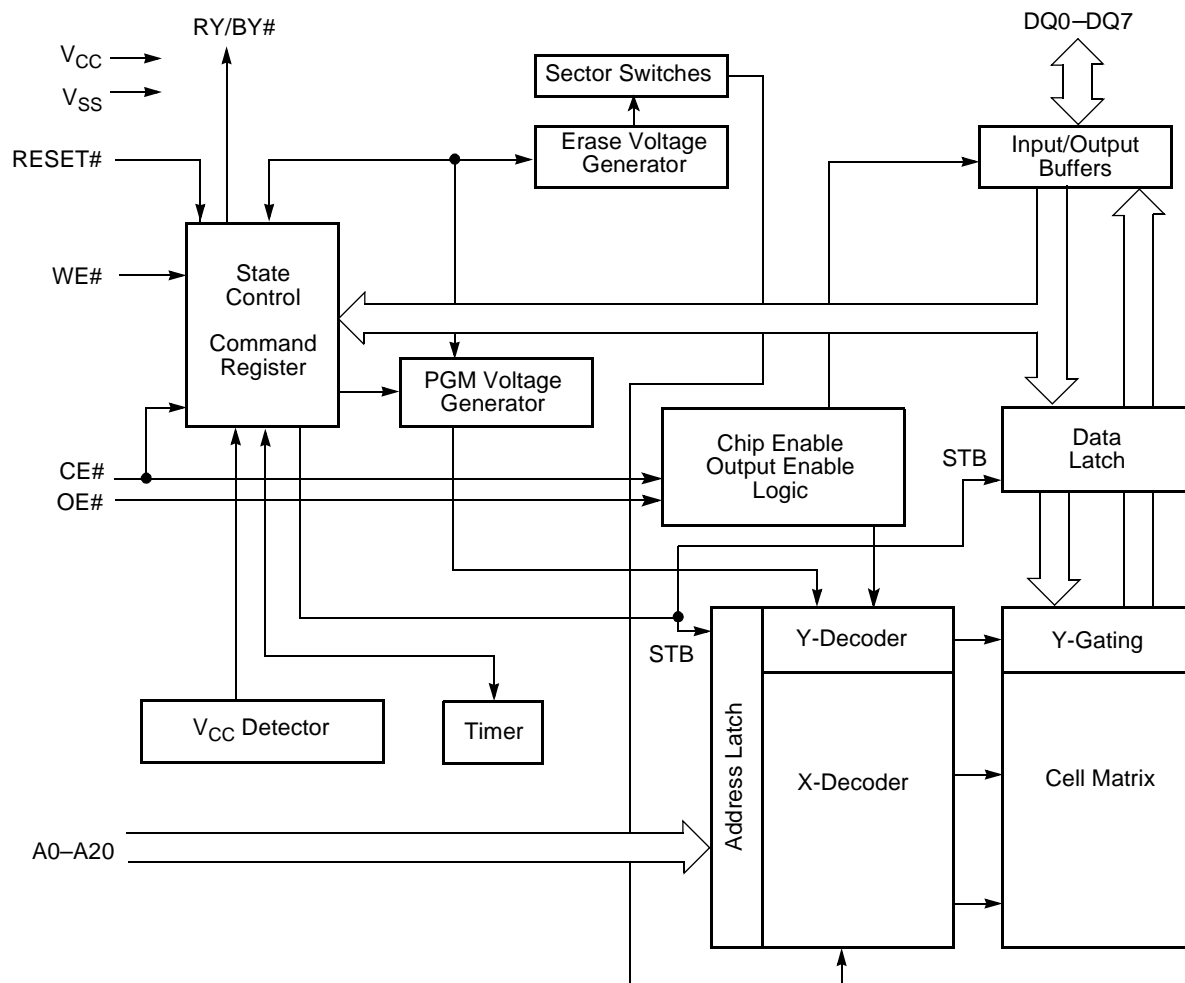 RY/BY#
DQ0–DQ7
VCC
VSS
Sector Switches
Erase Voltage
Generator
Input/Output
Buffers
RESET#
WE#
State
Control
Command
Register
PGM Voltage
Generator
Chip Enable
Output Enable
Logic
Data
Latch
STB
CE#
OE#
STB
Y-Decoder
Y-Gating
VCC Detector
Timer
Address Latch
X-Decoder
Cell Matrix
A0–A20